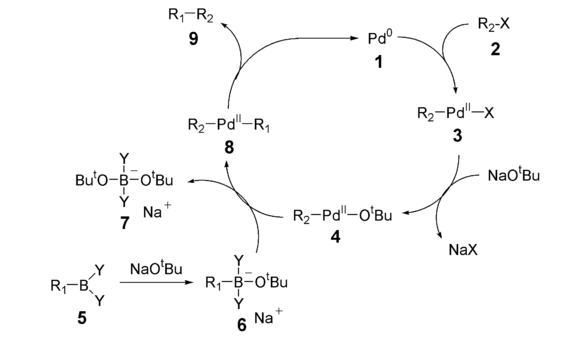 R₁–R₂
9
Pd⁰
1
R₂-X
2
R₂–Pdᴵᴵ–X
3
R₂–Pdᴵᴵ–R₁
8
NaOᵗBu
NaX
R₂–Pdᴵᴵ–OᵗBu
4
Y
BuᵗO–B⁻–OᵗBu
Y
7
Na⁺
R₁–B
Y
Y
5
NaOᵗBu
Y
R₁–B⁻–OᵗBu
Y
6
Na⁺